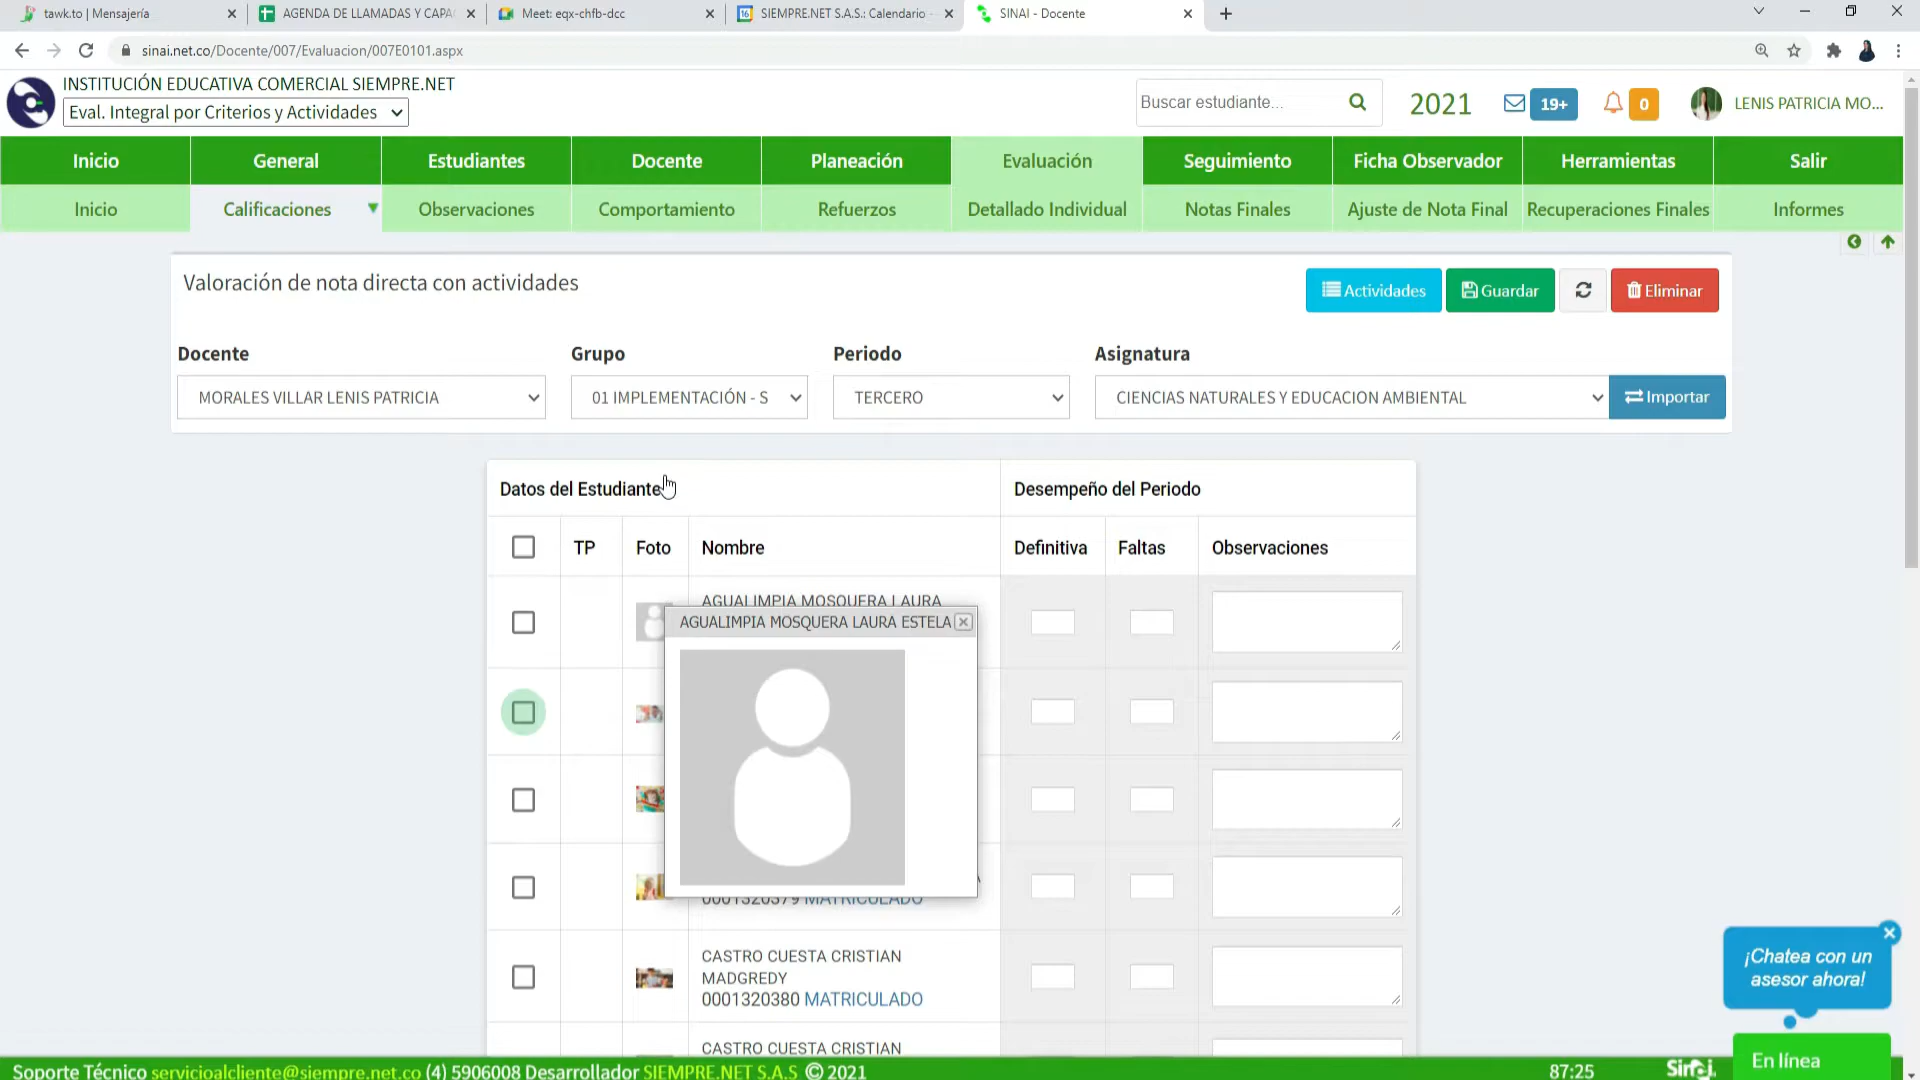 tawk.to | Mensajería
AGENDA DE LLAMADAS Y CAPA
Meet: eqx-chfb-dcc
SIEMPRE.NET S.A.S.: Calendario -
SINAI - Docente
sinai.net.co/Docente/007/Evaluacion/007E0101.aspx
INSTITUCIÓN EDUCATIVA COMERCIAL SIEMPRE.NET
Eval. Integral por Criterios y Actividades
Buscar estudiante...
2021
19+
0
LENIS PATRICIA MO...
Inicio General Estudiantes Docente Planeación Evaluación Seguimiento Ficha Observador Herramientas Salir
Inicio Calificaciones Observaciones Comportamiento Refuerzos Detallado Individual Notas Finales Ajuste de Nota Final Recuperaciones Finales Informes
Valoración de nota directa con actividades
Actividades Guardar Eliminar
Docente Grupo Periodo Asignatura
MORALES VILLAR LENIS PATRICIA 01 IMPLEMENTACIÓN - S TERCERO CIENCIAS NATURALES Y EDUCACION AMBIENTAL Importar
Datos del Estudiante Desempeño del Periodo
TP Foto Nombre Definitiva Faltas Observaciones
AGUALIMPIA MOSQUERA LAURA
AGUALIMPIA MOSQUERA LAURA ESTELA
0001320379 MATRICULADO
CASTRO CUESTA CRISTIAN
MADGREDY
0001320380 MATRICULADO
CASTRO CUESTA CRISTIAN
¡Chatea con un
asesor ahora!
En línea
Soporte Técnico servicioalcliente@siempre.net.co (4) 5906008 Desarrollador SIEMPRE.NET S.A.S © 2021
87:25
Sinai.